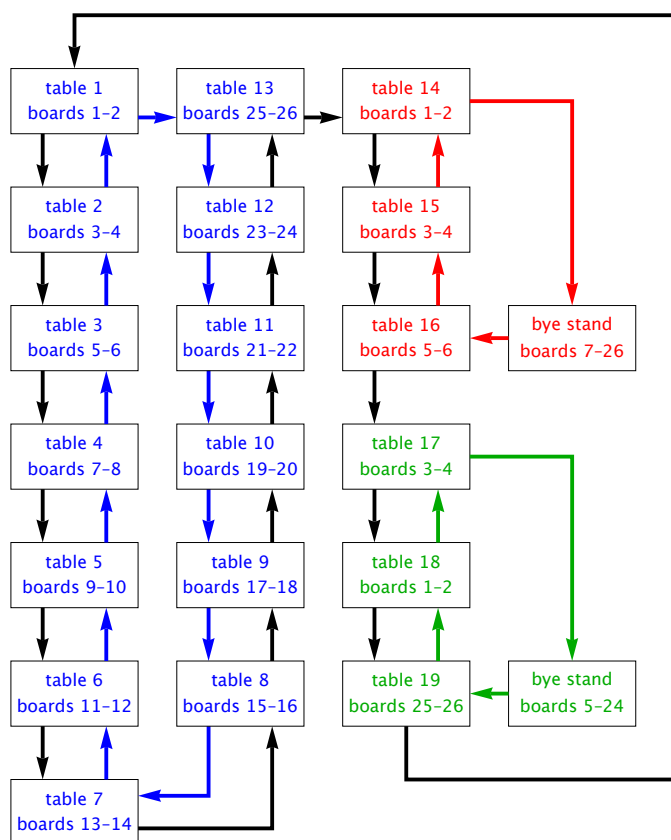 table 1
boards 1–2
table 13
boards 25–26
table 14
boards 1–2
table 2
boards 3–4
table 12
boards 23–24
table 15
boards 3–4
table 3
boards 5–6
table 11
boards 21–22
table 16
boards 5–6
bye stand
boards 7–26
table 4
boards 7–8
table 10
boards 19–20
table 17
boards 3–4
table 5
boards 9–10
table 9
boards 17–18
table 18
boards 1–2
table 6
boards 11–12
table 8
boards 15–16
table 19
boards 25–26
bye stand
boards 5–24
table 7
boards 13–14